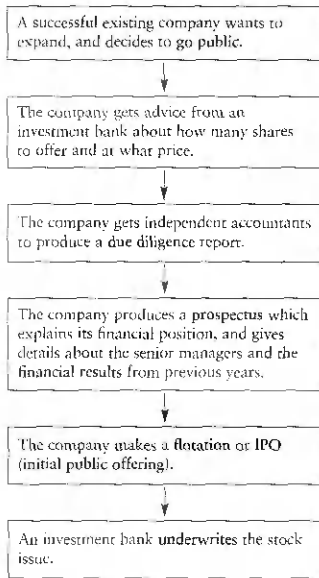 A successful existing company wants to
expand, and decides to go public.
The company gets advice from an
investment bank about how many shares
to offer and at what price.
The company gets independent accountants
to produce a due diligence report.
The company produces a prospectus which
explains its financial position, and gives
details about the senior managers and the
financial results from previous years.
The company makes a flotation or IPO
(initial public offering).
An investment bank underwrites the stock
issue.